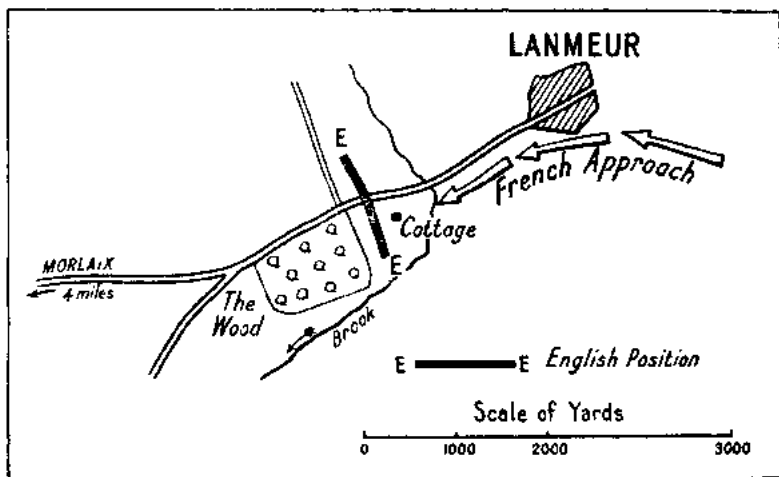 LANMEUR
E
French Approach
Cottage
E
MORLAIX
4 miles
The
Wood
Brook
E E English Position
Scale of Yards
0 1000 2000 3000